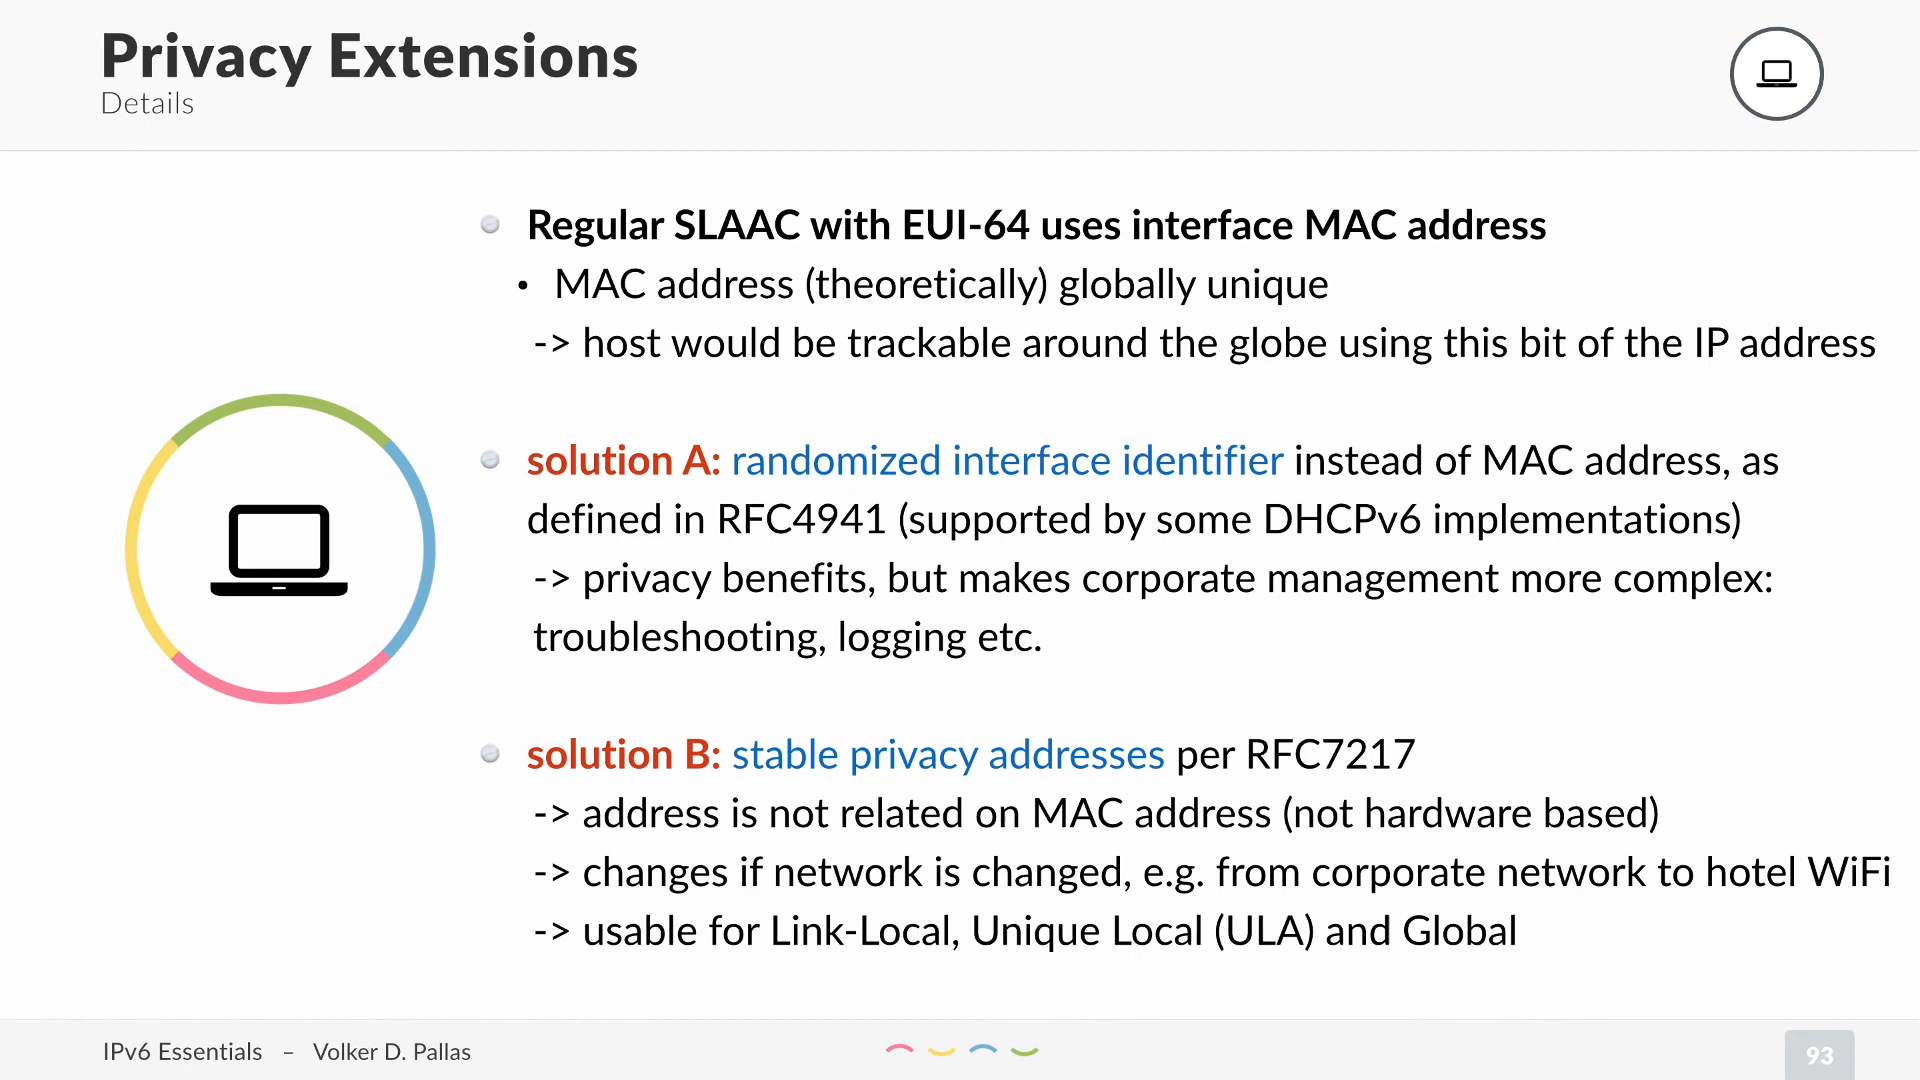 Privacy Extensions
Details
Regular SLAAC with EUI-64 uses interface MAC address
• MAC address (theoretically) globally unique
-> host would be trackable around the globe using this bit of the IP address
solution A: randomized interface identifier instead of MAC address, as
defined in RFC4941 (supported by some DHCPv6 implementations)
-> privacy benefits, but makes corporate management more complex:
troubleshooting, logging etc.
solution B: stable privacy addresses per RFC7217
-> address is not related on MAC address (not hardware based)
-> changes if network is changed, e.g. from corporate network to hotel WiFi
-> usable for Link-Local, Unique Local (ULA) and Global
IPv6 Essentials – Volker D. Pallas
93